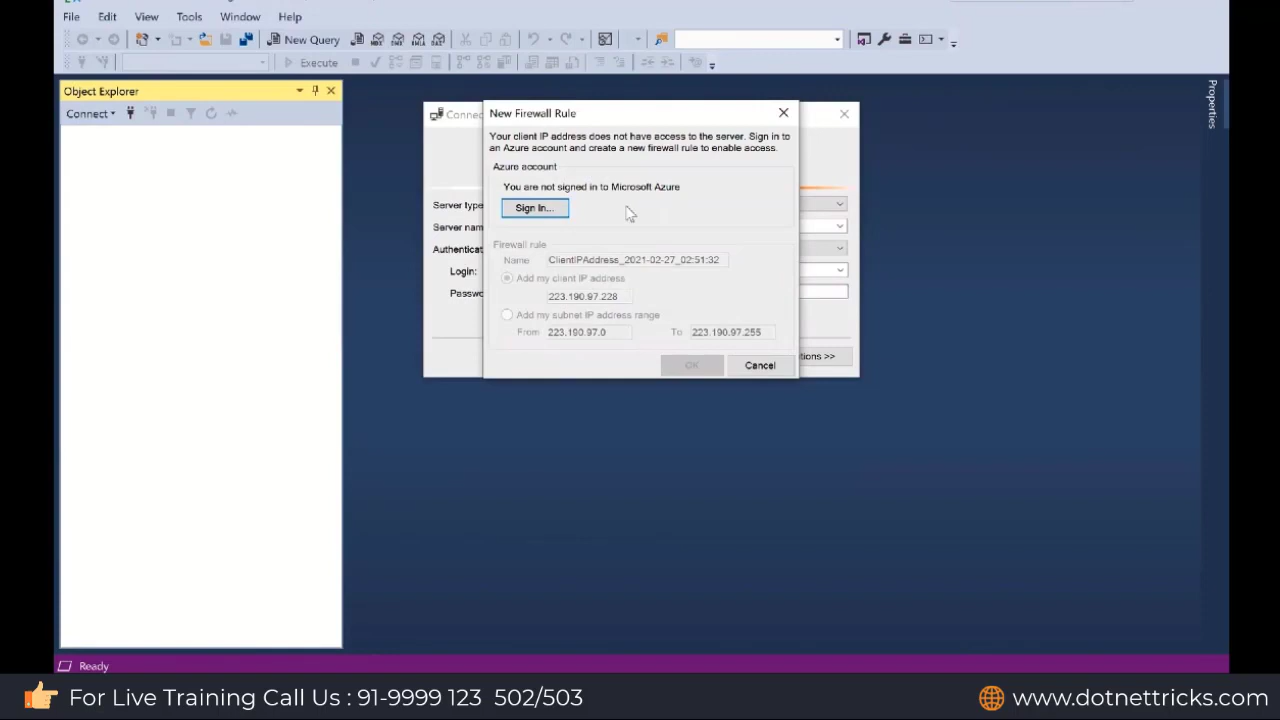 File Edit View Tools Window Help
New Query
Execute
Object Explorer
Connect
Properties
Connec
New Firewall Rule
Your client IP address does not have access to the server. Sign in to
an Azure account and create a new firewall rule to enable access.
Azure account
You are not signed in to Microsoft Azure
Sign In...
Server type
Server nam
Authenticat
Login:
Passwo
Firewall rule
Name ClientIPAddress_2021-02-27_02:51:32
Add my client IP address
223.190.97.228
Add my subnet IP address range
From 223.190.97.0 To 223.190.97.255
OK Cancel
tions >>
Ready
For Live Training Call Us : 91-9999 123 502/503
www.dotnettricks.com